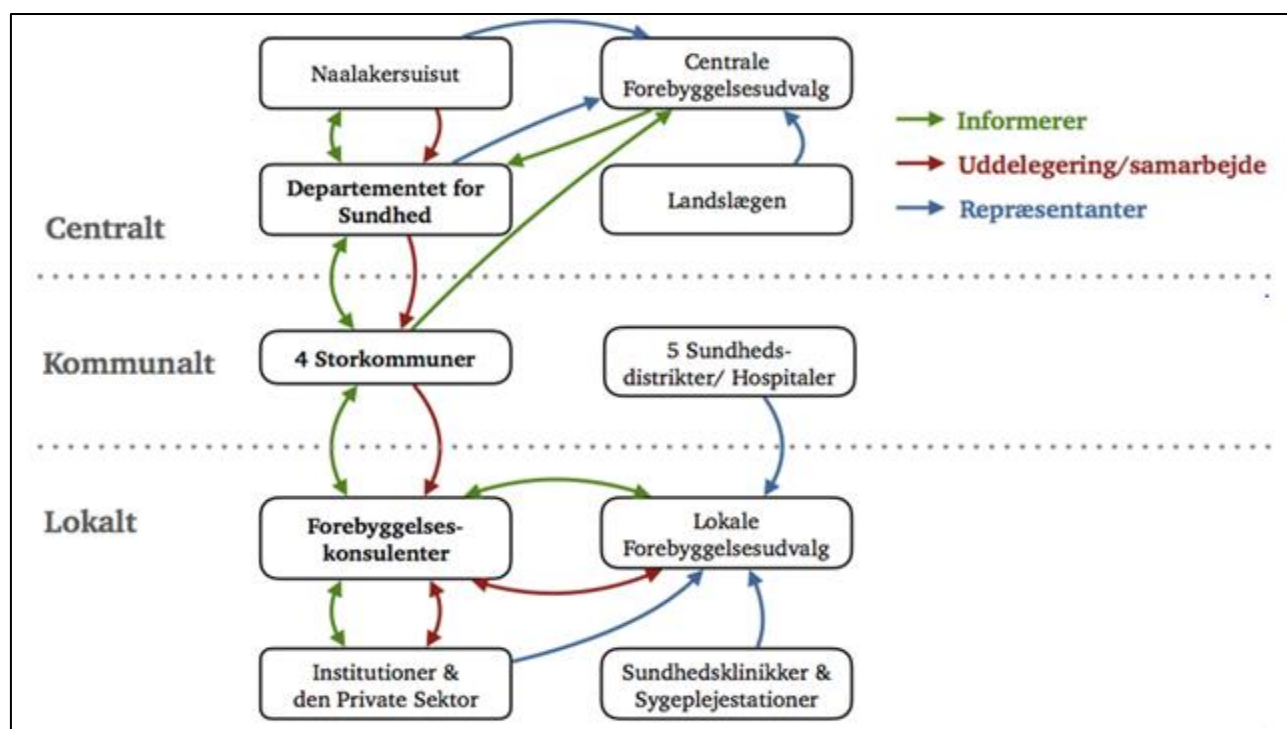 Naalakersuisut
Centrale
Forebyggelsesudvalg
Informerer
Uddelegering/samarbejde
Repræsentanter
Departementet for
Sundhed
Landslægen
Centralt
Kommunalt
4 Storkommuner
5 Sundheds-
distrikter/ Hospitaler
Lokalt
Forebyggelses-
konsulenter
Lokale
Forebyggelsesudvalg
Institutioner &
den Private Sektor
Sundhedsklinikker &
Sygeplejestationer